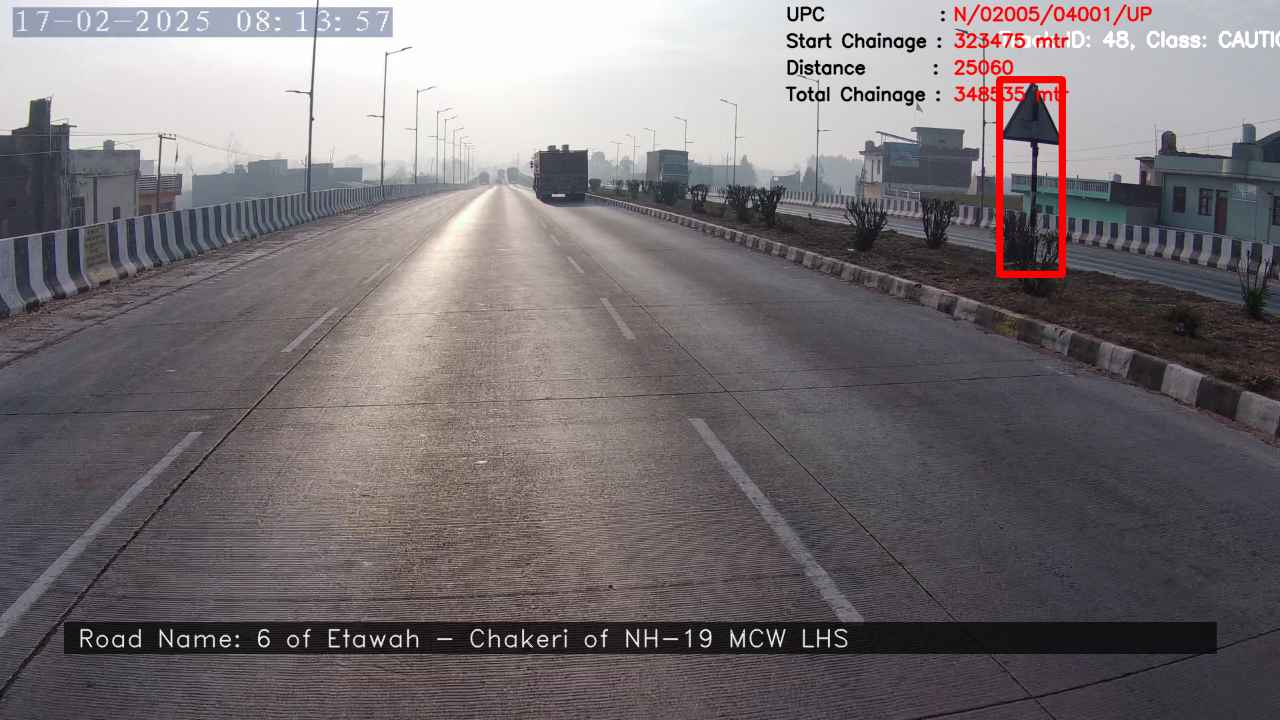 17-02-2025 08:13:57
UPC : N/02005/04001/UP
Start Chainage : 323475 mtr
Track ID: 48, Class: CAUTIO
Distance : 25060
Total Chainage : 348535 mtr
Road Name: 6 of Etawah - Chakeri of NH-19 MCW LHS